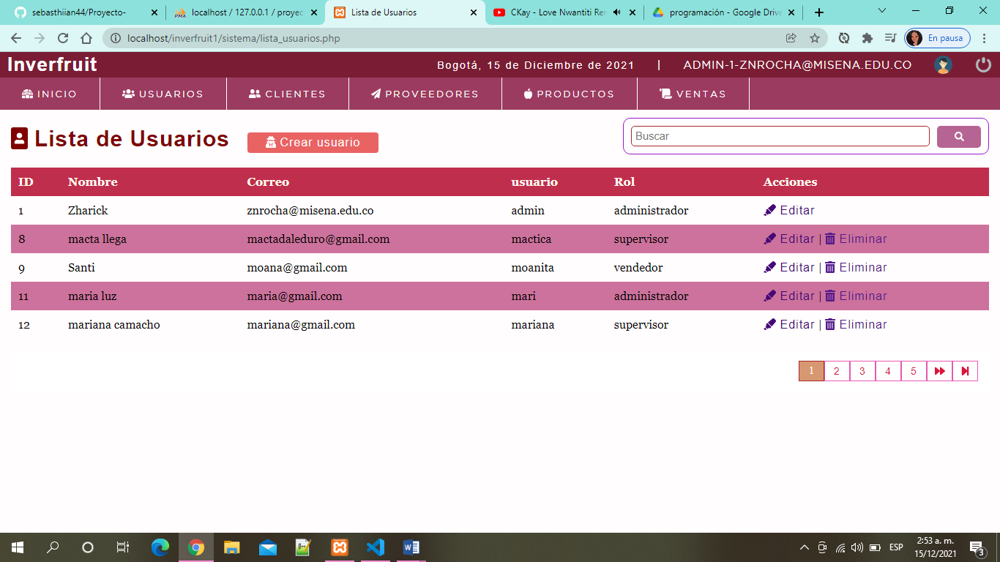 sebasthiian44/Proyecto-
localhost / 127.0.0.1 / proyec
Lista de Usuarios
CKay - Love Nwantiti Rer
programación - Google Drive
localhost/inverfruit1/sistema/lista_usuarios.php
En pausa
Inverfruit
Bogotá, 15 de Diciembre de 2021 | ADMIN-1-ZNROCHA@MISENA.EDU.CO
INICIO USUARIOS CLIENTES PROVEEDORES PRODUCTOS VENTAS
Lista de Usuarios Crear usuario Buscar
ID Nombre Correo usuario Rol Acciones
1 Zharick znrocha@misena.edu.co admin administrador Editar
8 macta llega mactadaleduro@gmail.com mactica supervisor Editar | Eliminar
9 Santi moana@gmail.com moanita vendedor Editar | Eliminar
11 maria luz maria@gmail.com mari administrador Editar | Eliminar
12 mariana camacho mariana@gmail.com mariana supervisor Editar | Eliminar
1 2 3 4 5
ESP
2:53 a. m.
15/12/2021
3